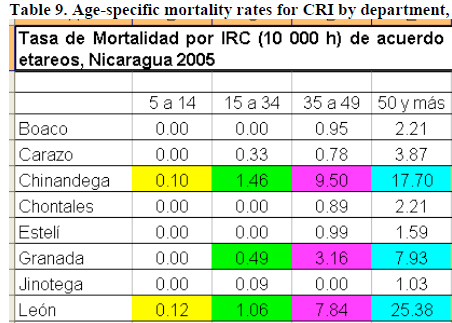 Table 9. Age-specific mortality rates for CRI by department,
Tasa de Mortalidad por IRC (10 000 h) de acuerdo
etareos, Nicaragua 2005
5 a 14 15 a 34 35 a 49 50 y más
Boaco 0.00 0.00 0.95 2.21
Carazo 0.00 0.33 0.78 3.87
Chinandega 0.10 1.46 9.50 17.70
Chontales 0.00 0.00 0.89 2.21
Estelí 0.00 0.00 0.99 1.59
Granada 0.00 0.49 3.16 7.93
Jinotega 0.00 0.09 0.00 1.03
León 0.12 1.06 7.84 25.38